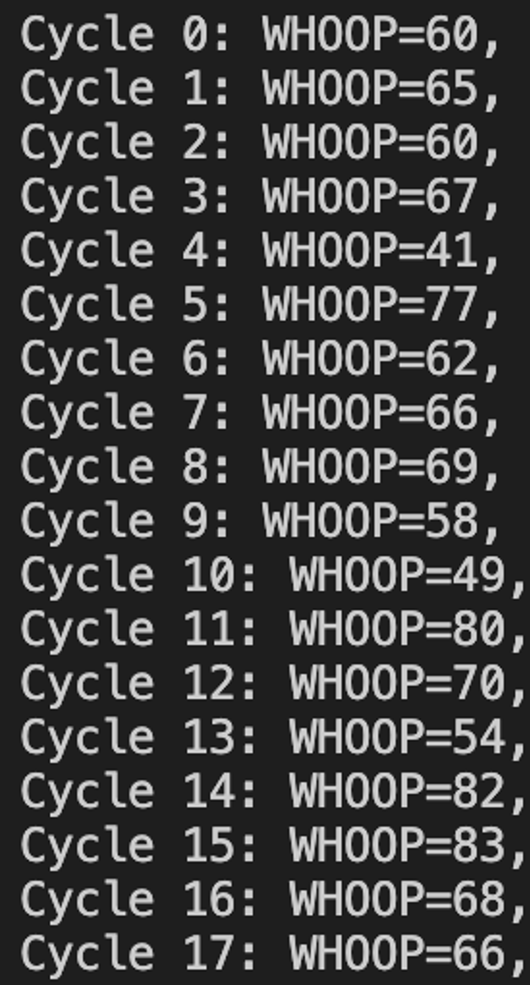 Cycle 0: WHOOP=60,
Cycle 1: WHOOP=65,
Cycle 2: WHOOP=60,
Cycle 3: WHOOP=67,
Cycle 4: WHOOP=41,
Cycle 5: WHOOP=77,
Cycle 6: WHOOP=62,
Cycle 7: WHOOP=66,
Cycle 8: WHOOP=69,
Cycle 9: WHOOP=58,
Cycle 10: WHOOP=49,
Cycle 11: WHOOP=80,
Cycle 12: WHOOP=70,
Cycle 13: WHOOP=54,
Cycle 14: WHOOP=82,
Cycle 15: WHOOP=83,
Cycle 16: WHOOP=68,
Cycle 17: WHOOP=66,